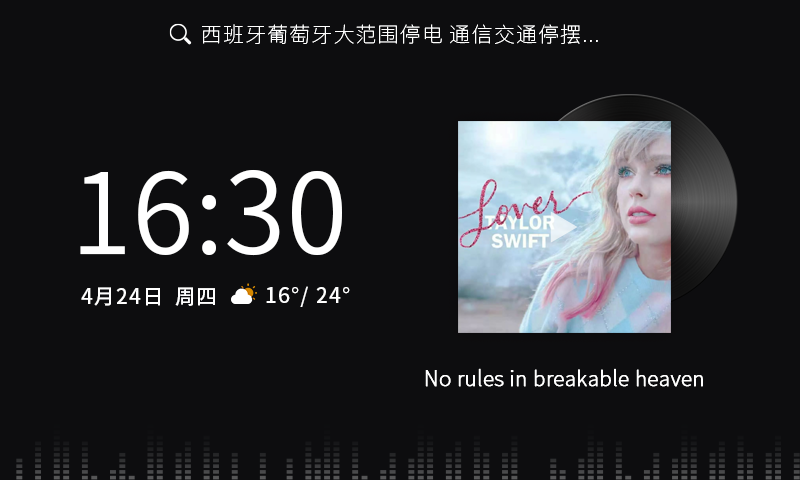 西班牙葡萄牙大范围停电 通信交通停摆...
16:30
4月24日 周四 16°/ 24°
Lover
TAYLOR
SWIFT
No rules in breakable heaven